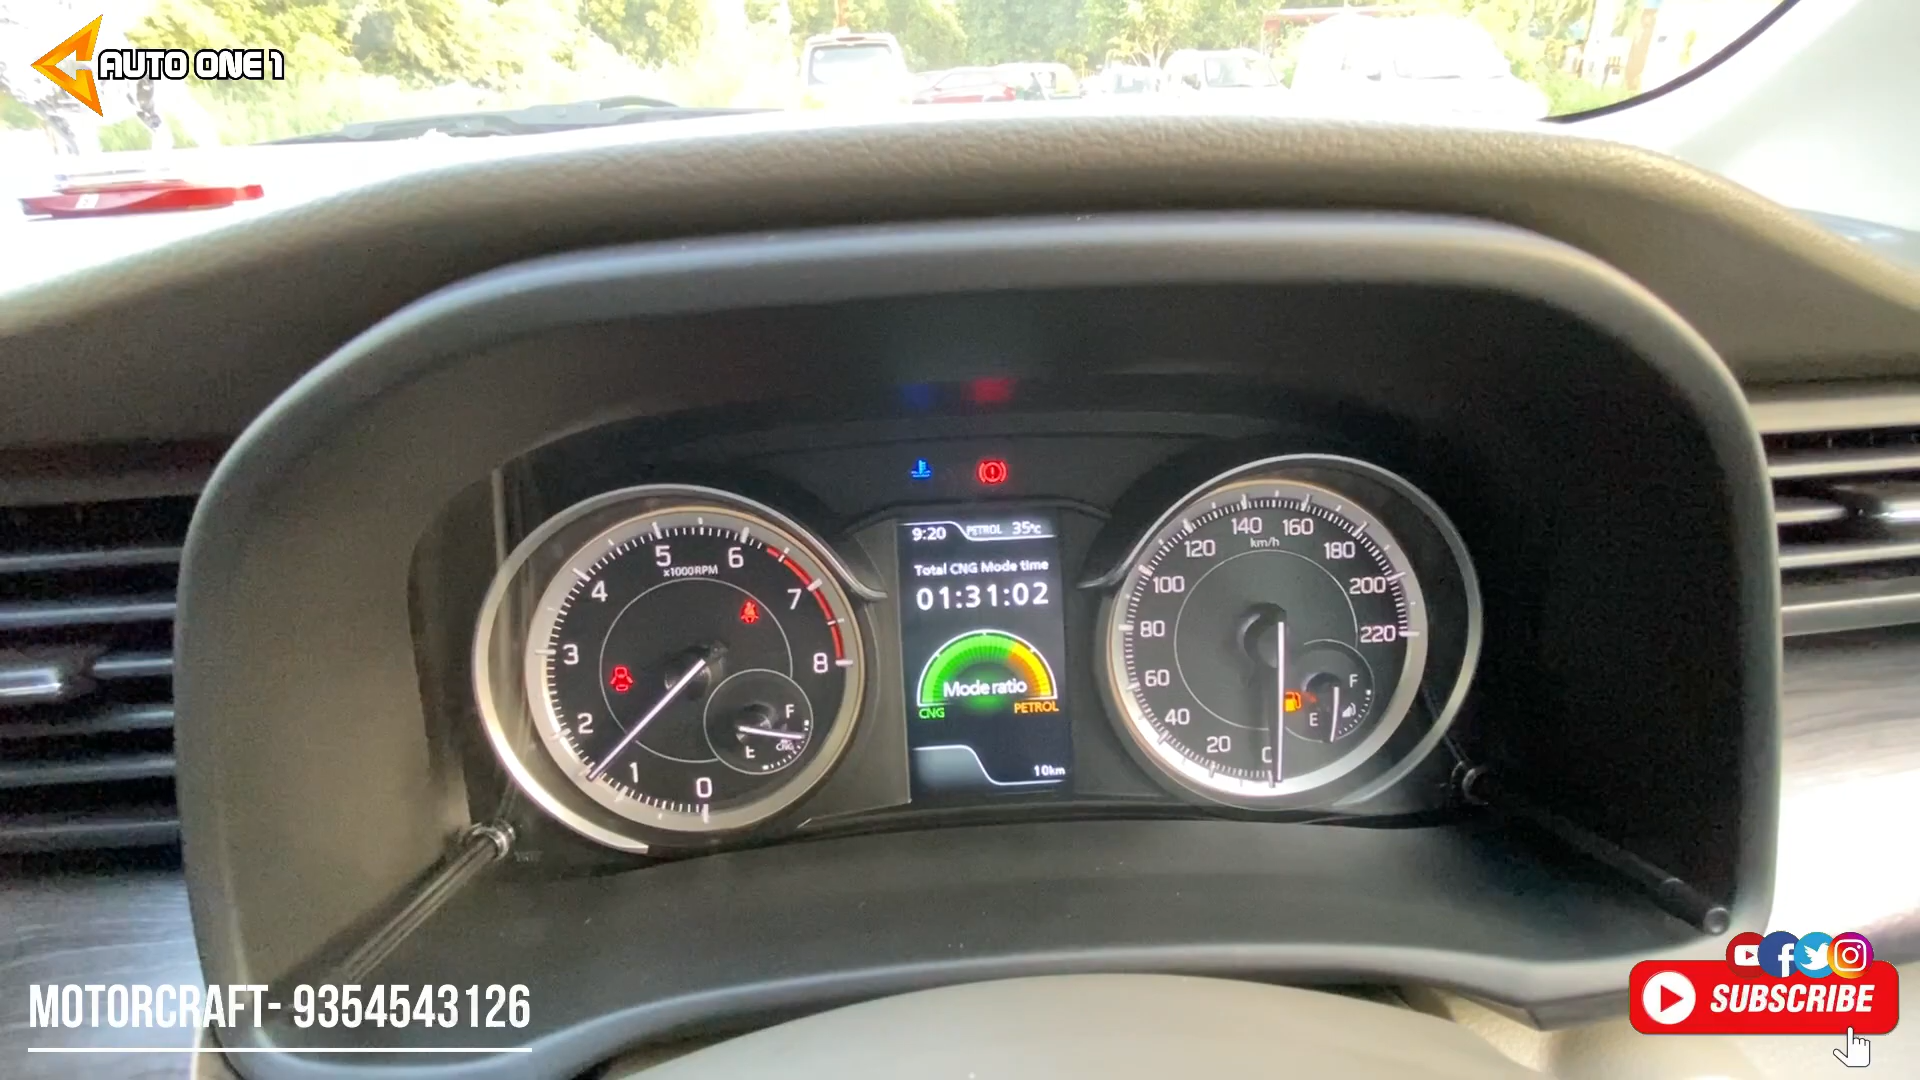 AUTO ONE 1
9:20 PETROL 35°C
Total CNG Mode time
01:31:02
Mode ratio
CNG PETROL
10km
0 1 2 3 4 5 6 7 8
x1000RPM
F
E
CNG
0 20 40 60 80 100 120 140 160 180 200 220
km/h
F
E
MOTORCRAFT- 9354543126
SUBSCRIBE